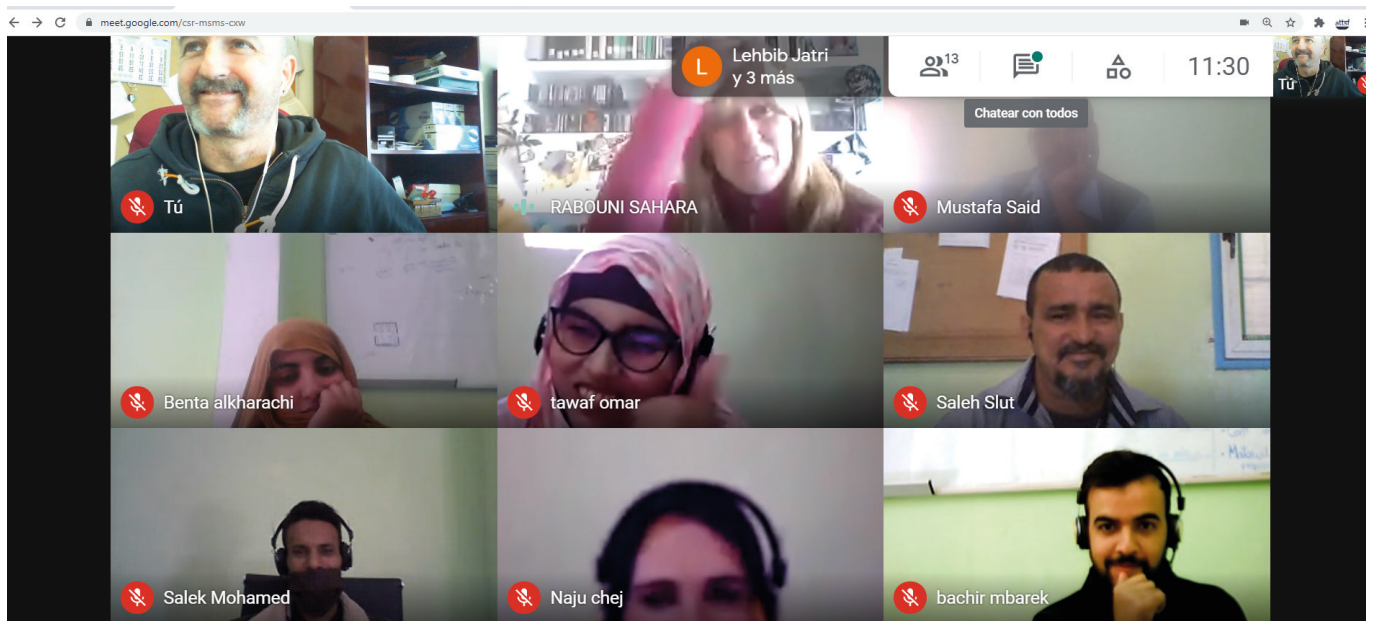 meet.google.com/csr-msms-cxw
L
Lehbib Jatri
y 3 más
13
11:30
Tú
Chatear con todos
Tú
RABOUNI SAHARA
Mustafa Said
Benta alkharachi
tawaf omar
Saleh Slut
Salek Mohamed
Naju chej
bachir mbarek